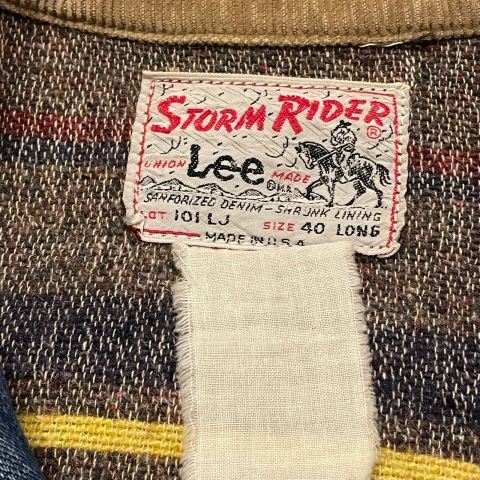 STORM RIDER ®
UNION Lee MADE
® M.R.
SANFORIZED DENIM-SHRUNK LINING
LOT 101 LJ SIZE 40 LONG
MADE IN U.S.A.